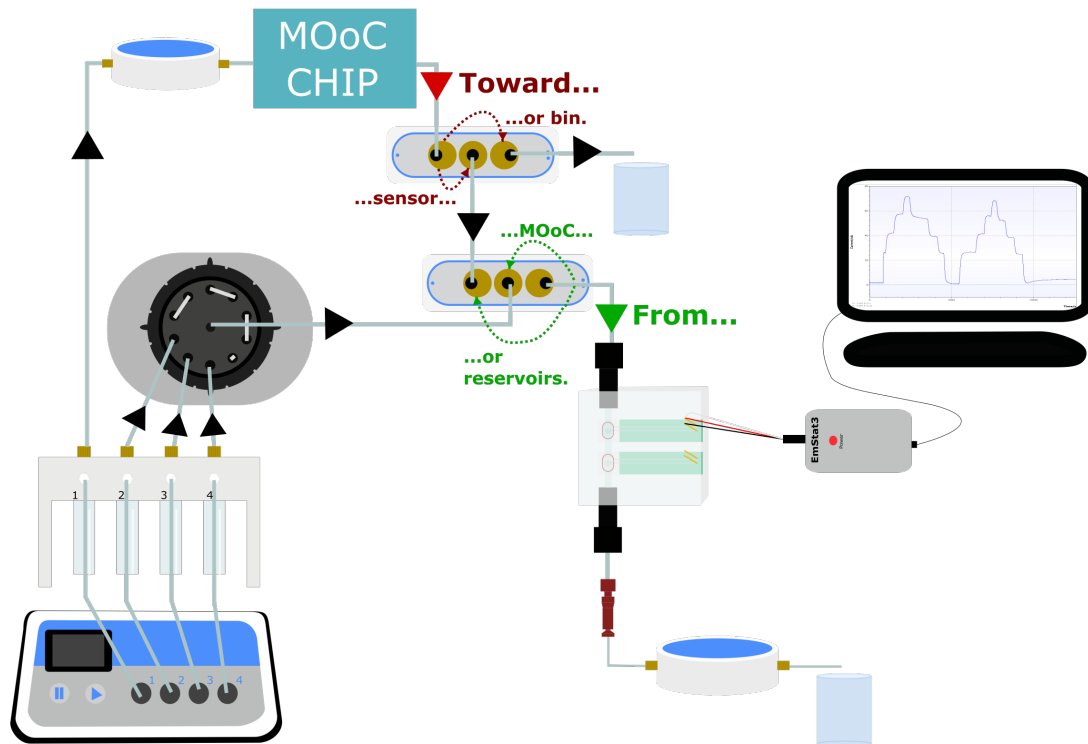 MOoC
CHIP
Toward...
...or bin.
...sensor...
...MOoC...
From...
...or
reservoirs.
EmStat3
Power
1 2 3 4
1 2 3 4